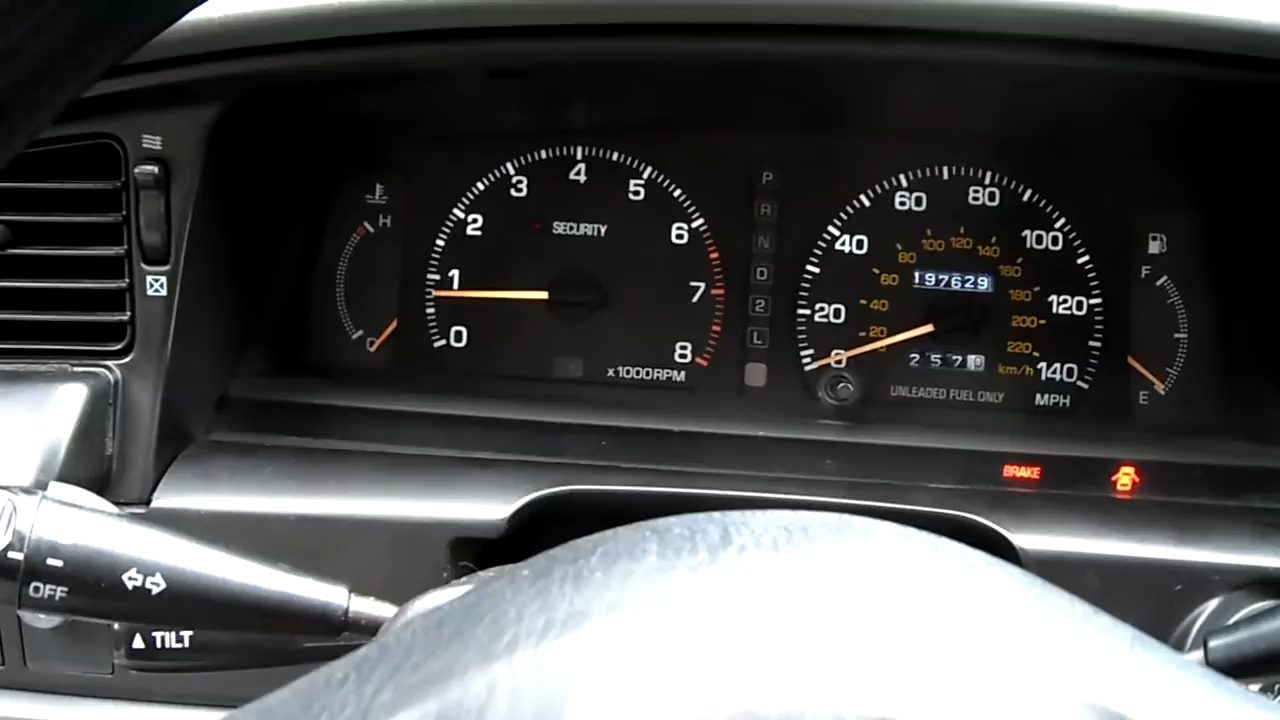 H
C
0
1
2
3
4
5
6
7
8
SECURITY
x1000RPM
P
R
N
D
2
L
0
20
40
60
80
100
120
140
MPH
20
40
60
80
100
120
140
160
180
200
220
km/h
197629
2570
UNLEADED FUEL ONLY
F
E
BRAKE
OFF
▲ TILT